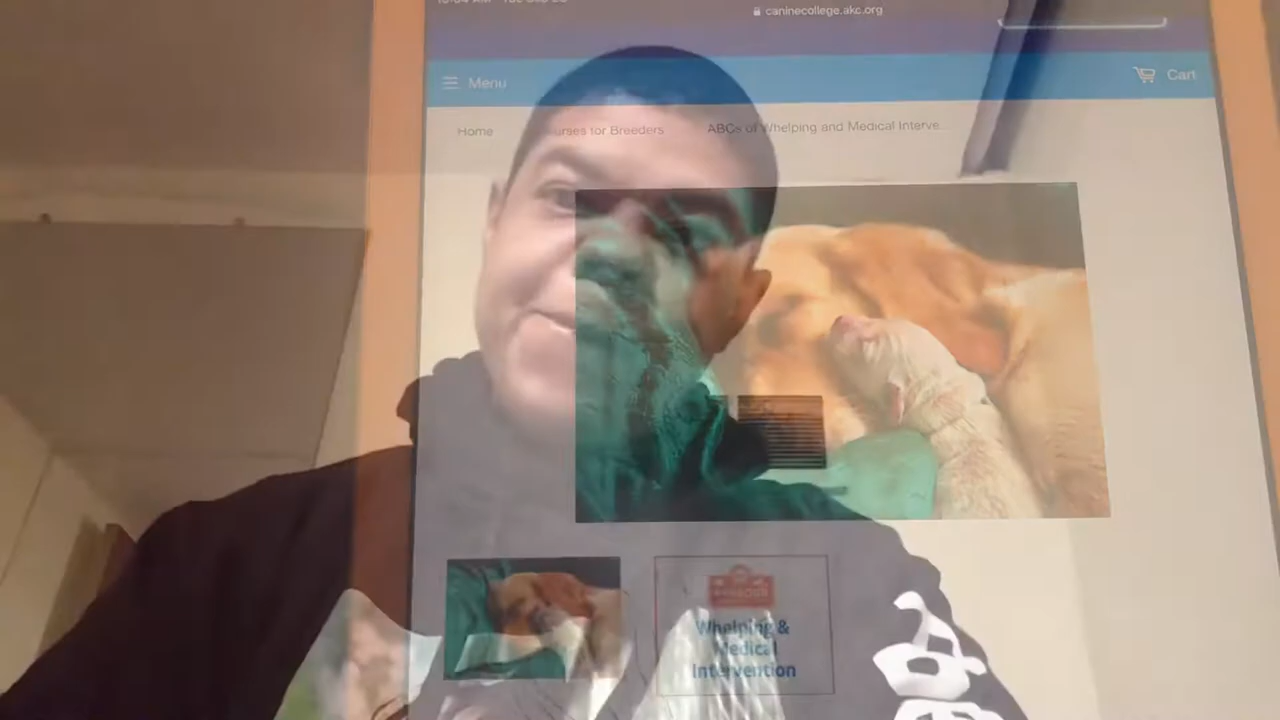 caninecollege.akc.org
Menu
Cart
Home
urses for Breeders
ABCs of Whelping and Medical Interve...
Whelping &
Medical
Intervention